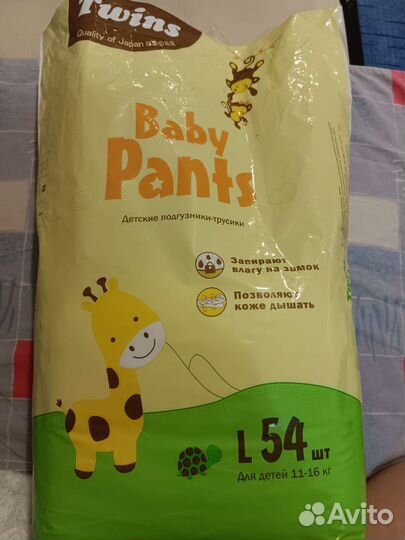 Twins
Quality of Japan
Baby
Pants
Детские подгузники-трусики
Запирают
влагу на замок
Позволяют
коже дышать
L 54 шт
Для детей 11-16 кг
Avito